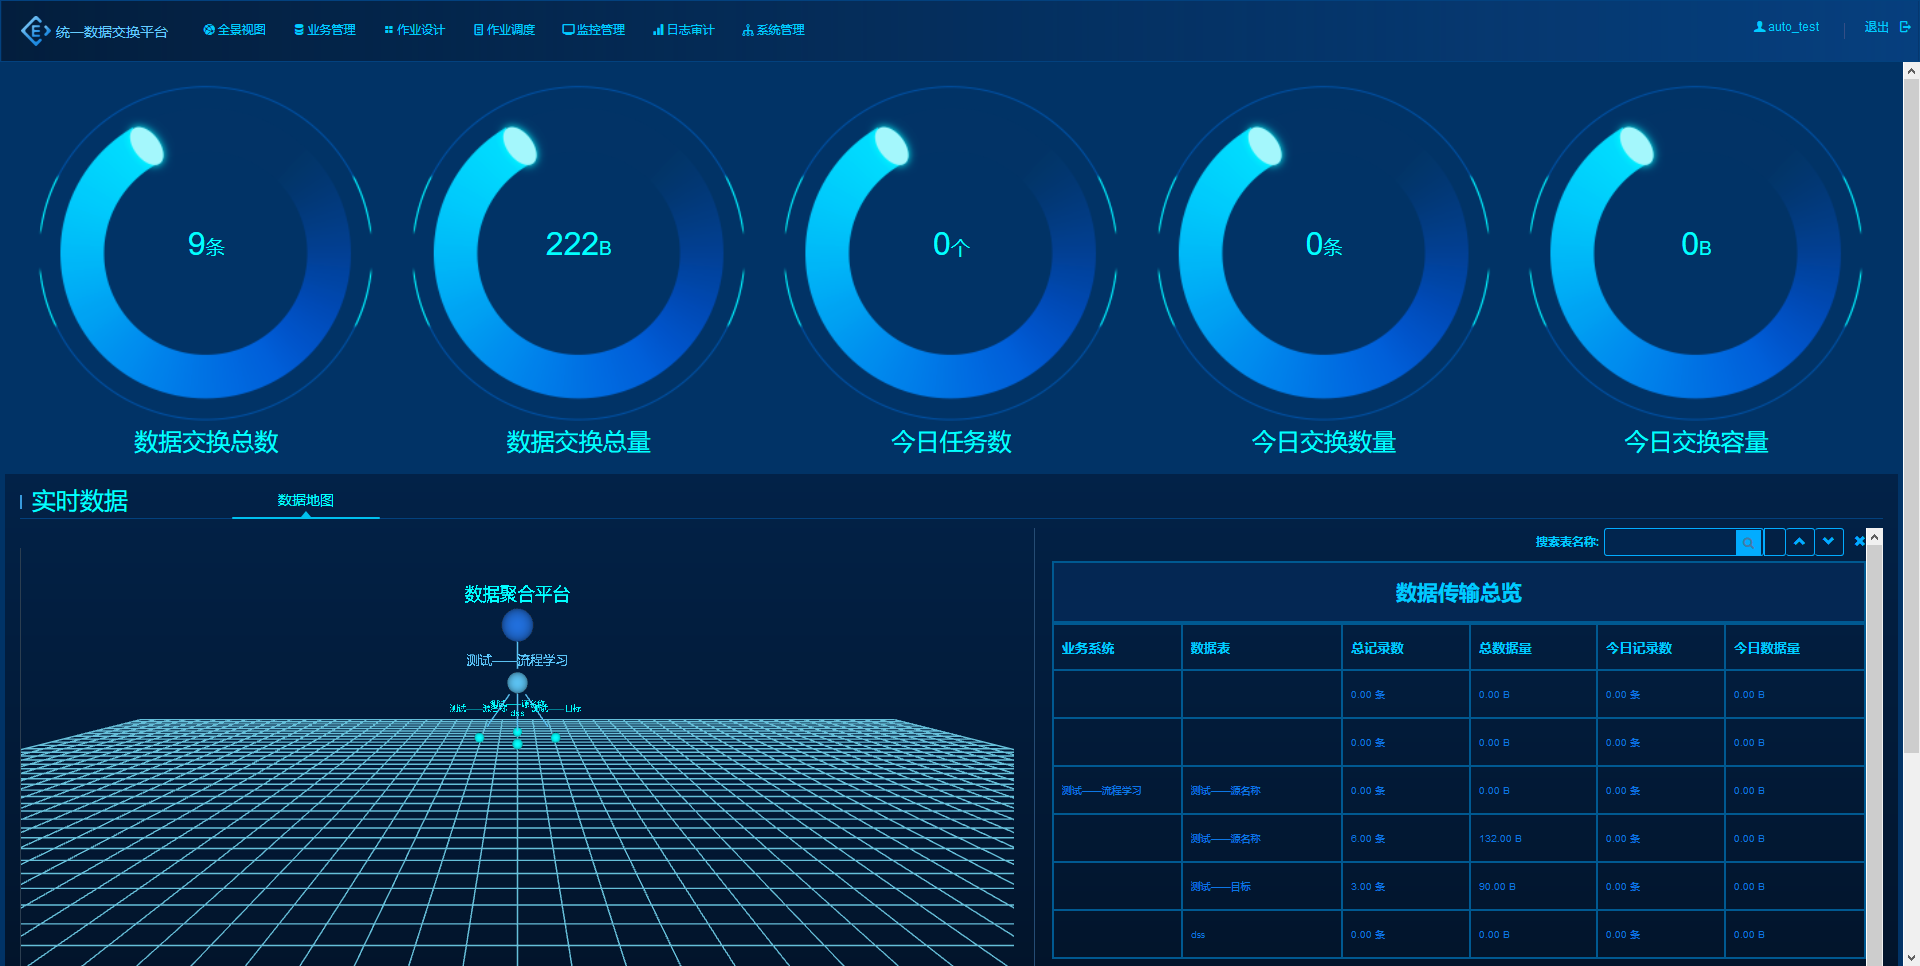 统一数据交换平台 全景视图 业务管理 作业设计 作业调度 监控管理 日志审计 系统管理 auto_test 退出
9条 222B 0个 0条 0B
数据交换总数 数据交换总量 今日任务数 今日交换数量 今日交换容量
实时数据 数据地图
搜索表名称:
数据聚合平台
测试——流程学习
dss
数据传输总览
业务系统 数据表 总记录数 总数据量 今日记录数 今日数据量
0.00 条 0.00 B 0.00 条 0.00 B
0.00 条 0.00 B 0.00 条 0.00 B
测试——流程学习 测试——源名称 0.00 条 0.00 B 0.00 条 0.00 B
测试——源名称 6.00 条 132.00 B 0.00 条 0.00 B
测试——目标 3.00 条 90.00 B 0.00 条 0.00 B
dss 0.00 条 0.00 B 0.00 条 0.00 B